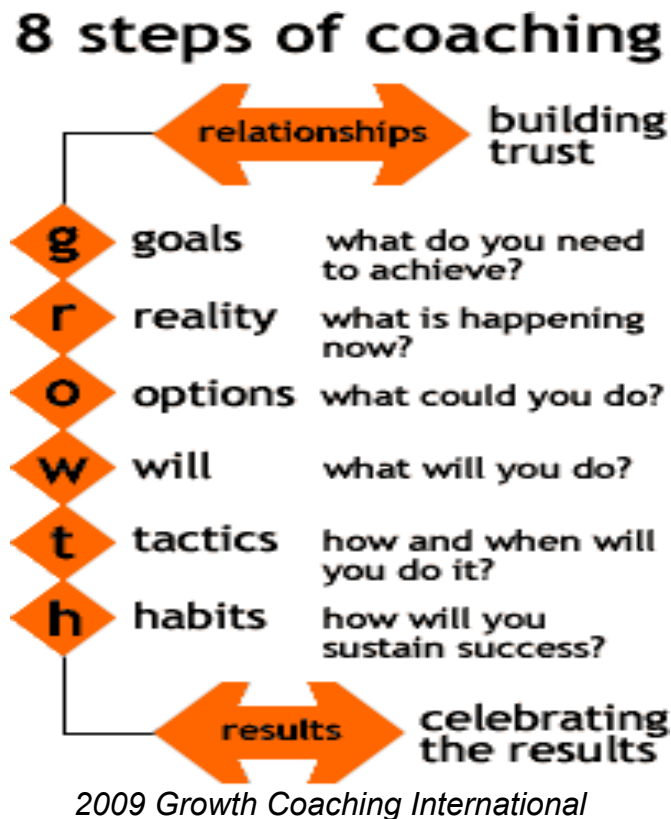 8 steps of coaching
relationships building
trust
g goals what do you need
to achieve?
r reality what is happening
now?
o options what could you do?
w will what will you do?
t tactics how and when will
you do it?
h habits how will you
sustain success?
results celebrating
the results
2009 Growth Coaching International